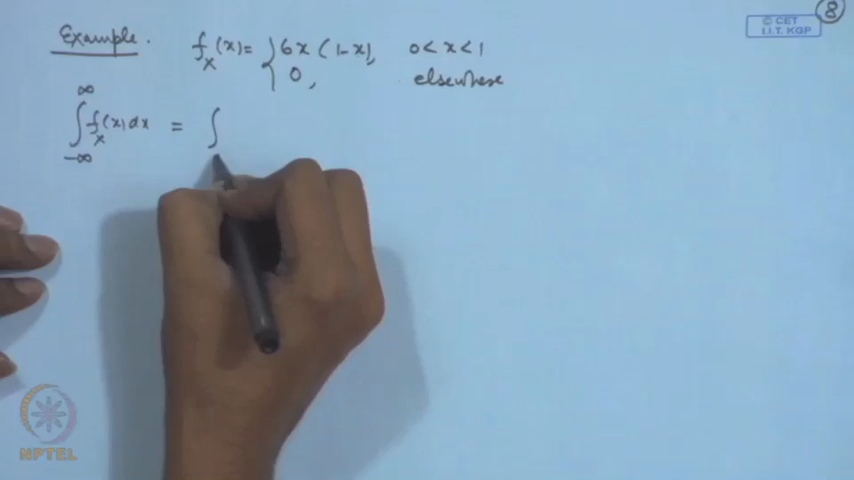 8
© CET
I.I.T. KGP
Example. f_X(x) = { 6x (1-x), 0 < x < 1
0, elsewhere
∫_{-∞}^{∞} f_X(x) dx = ∫
NPTEL